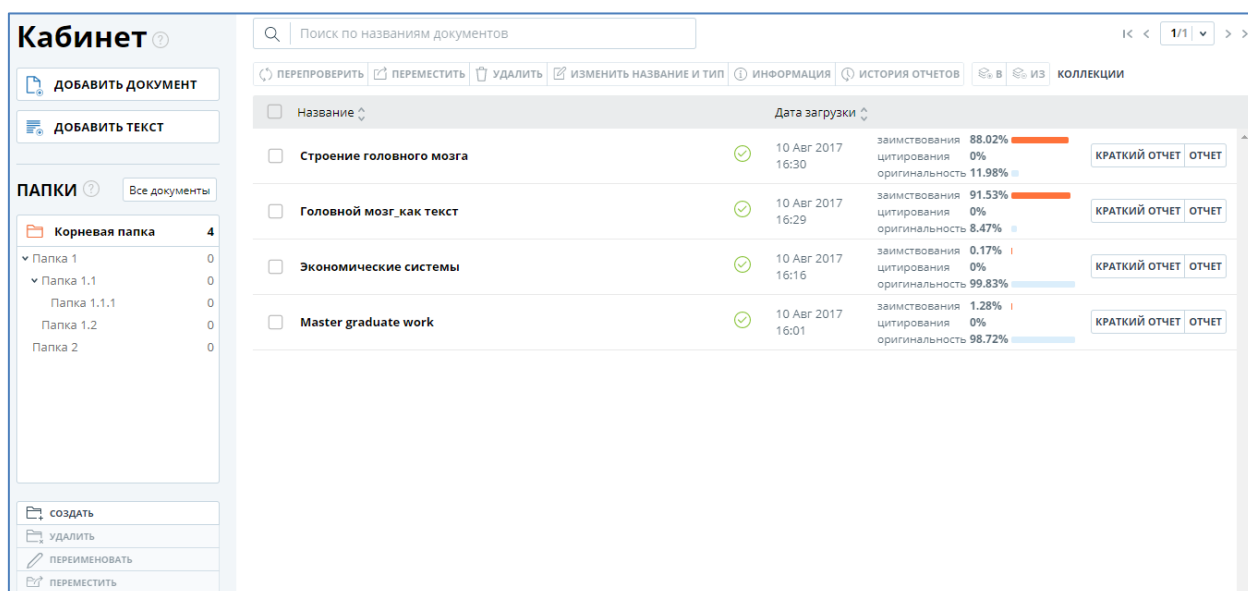 Кабинет ?
ДОБАВИТЬ ДОКУМЕНТ
ДОБАВИТЬ ТЕКСТ
ПАПКИ ? Все документы
Корневая папка 4
Папка 1 0
Папка 1.1 0
Папка 1.1.1 0
Папка 1.2 0
Папка 2 0
СОЗДАТЬ
УДАЛИТЬ
ПЕРЕИМЕНОВАТЬ
ПЕРЕМЕСТИТЬ
Поиск по названиям документов 1/1
ПЕРЕПРОВЕРИТЬ ПЕРЕМЕСТИТЬ УДАЛИТЬ ИЗМЕНИТЬ НАЗВАНИЕ И ТИП ИНФОРМАЦИЯ ИСТОРИЯ ОТЧЕТОВ В ИЗ КОЛЛЕКЦИИ
Название Дата загрузки
Строение головного мозга
10 Авг 2017
16:30
заимствования 88.02%
цитирования 0%
оригинальность 11.98%
КРАТКИЙ ОТЧЕТ ОТЧЕТ
Головной мозг_как текст
10 Авг 2017
16:29
заимствования 91.53%
цитирования 0%
оригинальность 8.47%
КРАТКИЙ ОТЧЕТ ОТЧЕТ
Экономические системы
10 Авг 2017
16:16
заимствования 0.17%
цитирования 0%
оригинальность 99.83%
КРАТКИЙ ОТЧЕТ ОТЧЕТ
Master graduate work
10 Авг 2017
16:01
заимствования 1.28%
цитирования 0%
оригинальность 98.72%
КРАТКИЙ ОТЧЕТ ОТЧЕТ